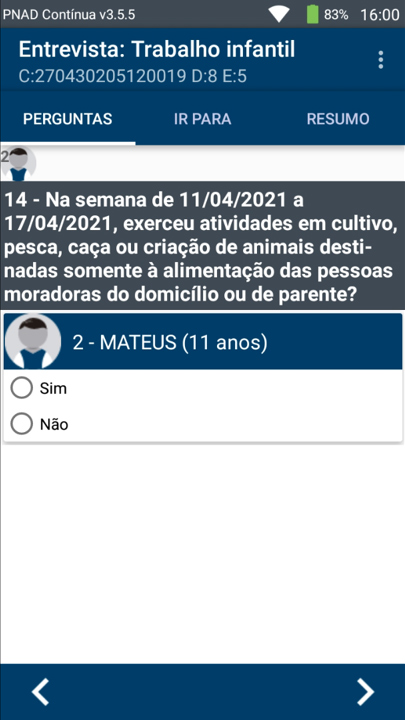 PNAD Contínua v3.5.5 83% 16:00
Entrevista: Trabalho infantil
C:270430205120019 D:8 E:5
PERGUNTAS IR PARA RESUMO
2
14 - Na semana de 11/04/2021 a
17/04/2021, exerceu atividades em cultivo,
pesca, caça ou criação de animais desti-
nadas somente à alimentação das pessoas
moradoras do domicílio ou de parente?
2 - MATEUS (11 anos)
Sim
Não